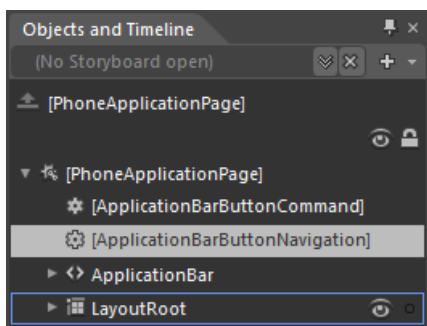 Objects and Timeline
(No Storyboard open)
[PhoneApplicationPage]
[PhoneApplicationPage]
[ApplicationBarButtonCommand]
[ApplicationBarButtonNavigation]
ApplicationBar
LayoutRoot